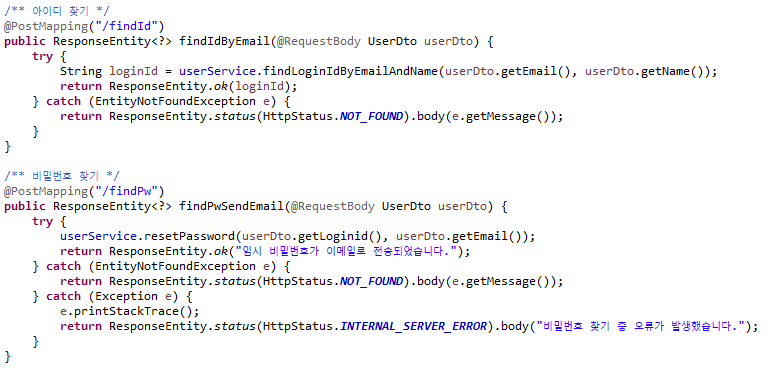 /** 아이디 찾기 */
@PostMapping("/findId")
public ResponseEntity<?> findIdByEmail(@RequestBody UserDto userDto) {
    try {
        String loginId = userService.findLoginIdByEmailAndName(userDto.getEmail(), userDto.getName());
        return ResponseEntity.ok(loginId);
    } catch (EntityNotFoundException e) {
        return ResponseEntity.status(HttpStatus.NOT_FOUND).body(e.getMessage());
    }
}
/** 비밀번호 찾기 */
@PostMapping("/findPw")
public ResponseEntity<?> findPwSendEmail(@RequestBody UserDto userDto) {
    try {
        userService.resetPassword(userDto.getLoginid(), userDto.getEmail());
        return ResponseEntity.ok("임시 비밀번호가 이메일로 전송되었습니다.");
    } catch (EntityNotFoundException e) {
        return ResponseEntity.status(HttpStatus.NOT_FOUND).body(e.getMessage());
    } catch (Exception e) {
        e.printStackTrace();
        return ResponseEntity.status(HttpStatus.INTERNAL_SERVER_ERROR).body("비밀번호 찾기 중 오류가 발생했습니다.");
    }
}